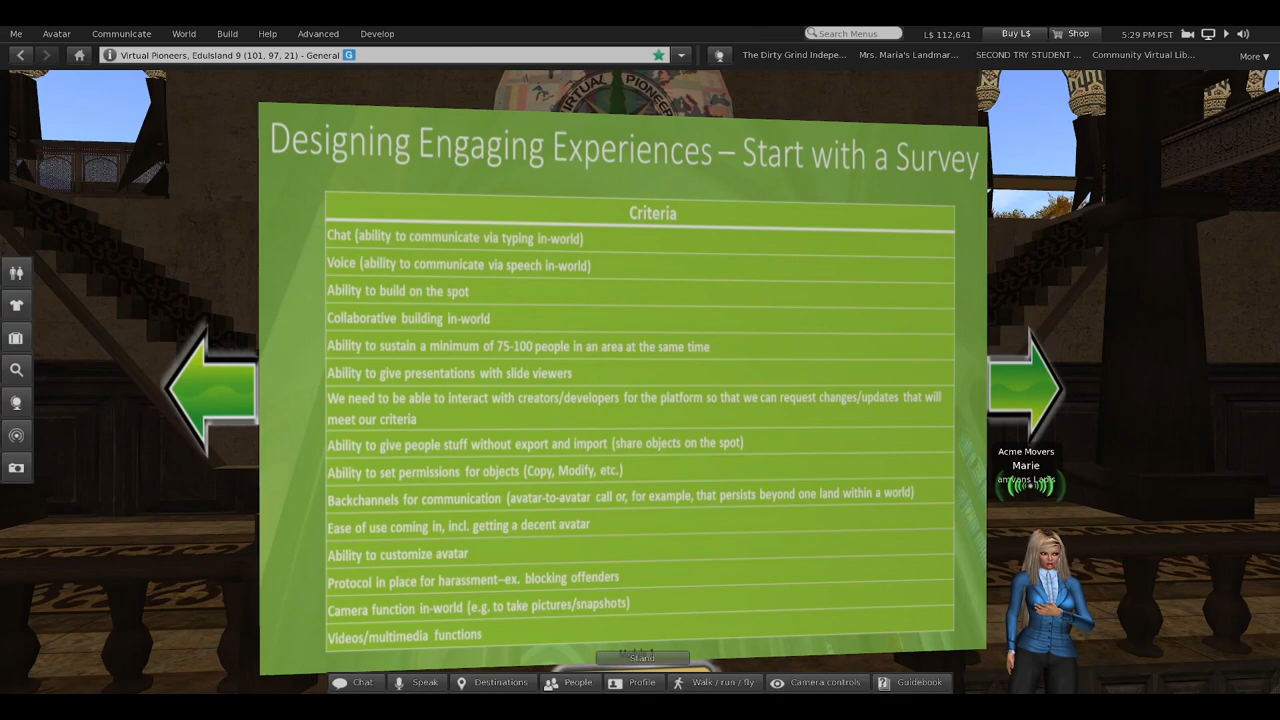 Me Avatar Communicate World Build Help Advanced Develop Search Menus L$ 112,641 Buy L$ Shop 5:29 PM PST
Virtual Pioneers, EduIsland 9 (101, 97, 21) - General G The Dirty Grind Indepe... Mrs. Maria's Landmar... SECOND TRY STUDENT ... Community Virtual Lib... More ▼
VIRTUAL PIONEER
Designing Engaging Experiences – Start with a Survey
Criteria
Chat (ability to communicate via typing in-world)
Voice (ability to communicate via speech in-world)
Ability to build on the spot
Collaborative building in-world
Ability to sustain a minimum of 75-100 people in an area at the same time
Ability to give presentations with slide viewers
We need to be able to interact with creators/developers for the platform so that we can request changes/updates that will
meet our criteria
Ability to give people stuff without export and import (share objects on the spot)
Ability to set permissions for objects (Copy, Modify, etc.)
Backchannels for communication (avatar-to-avatar call or, for example, that persists beyond one land within a world)
Ease of use coming in, incl. getting a decent avatar
Ability to customize avatar
Protocol in place for harassment–ex. blocking offenders
Camera function in-world (e.g. to take pictures/snapshots)
Videos/multimedia functions
Acme Movers
Marie
amvans Lapis
Stand
Chat Speak Destinations People Profile Walk / run / fly Camera controls Guidebook